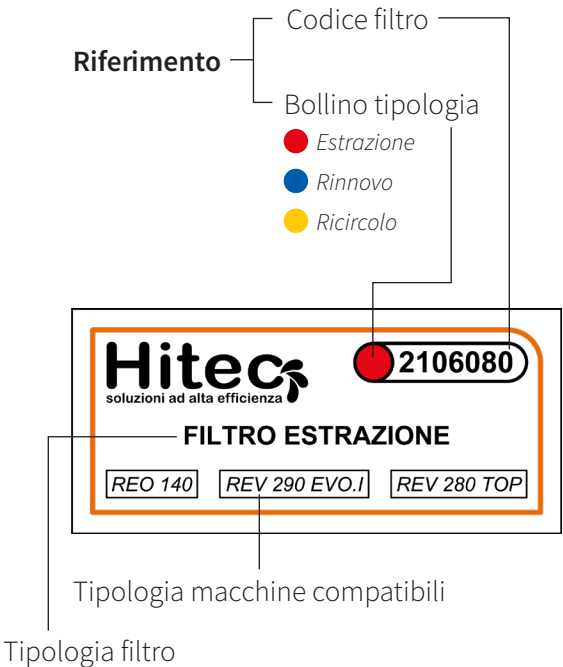 Codice filtro
Riferimento
Bollino tipologia
Estrazione
Rinnovo
Ricircolo
Hitec
soluzioni ad alta efficienza
2106080
FILTRO ESTRAZIONE
REO 140 REV 290 EVO.I REV 280 TOP
Tipologia macchine compatibili
Tipologia filtro